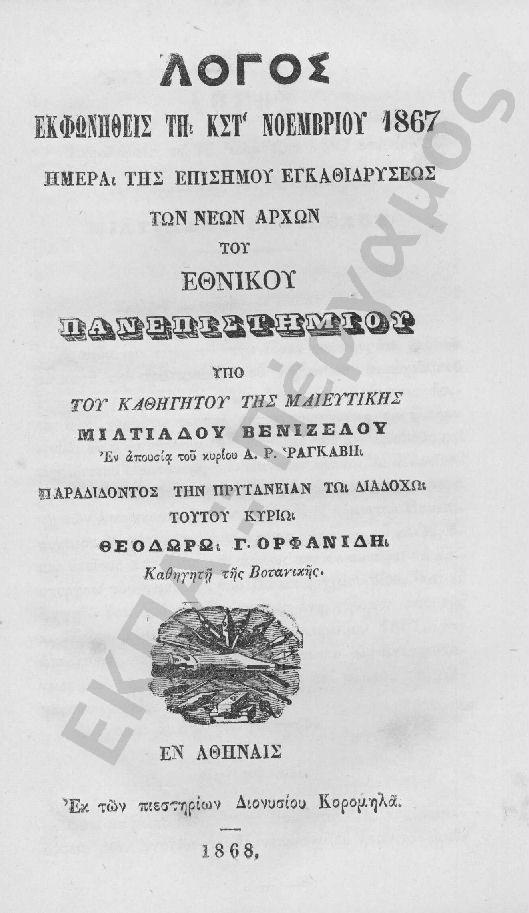 ΛΟΓΟΣ
ΕΚΦΩΝΗΘΕΙΣ ΤΗι ΚΣΤ' ΝΟΕΜΒΡΙΟΥ 1867
ΗΜΕΡΑι ΤΗΣ ΕΠΙΣΗΜΟΥ ΕΓΚΑΘΙΔΡΥΣΕΩΣ
ΤΩΝ ΝΕΩΝ ΑΡΧΩΝ
ΤΟΥ
ΕΘΝΙΚΟΥ
ΠΑΝΕΠΙΣΤΗΜΙΟΥ
ΥΠΟ
ΤΟΥ ΚΑΘΗΓΗΤΟΥ ΤΗΣ ΜΑΙΕΥΤΙΚΗΣ
ΜΙΛΤΙΑΔΟΥ ΒΕΝΙΖΕΛΟΥ
Ἐν ἀπουσίᾳ τοῦ κυρίου Α. Ρ. ῬΑΓΚΑΒΗ.
ΠΑΡΑΔΙΔΟΝΤΟΣ ΤΗΝ ΠΡΥΤΑΝΕΙΑΝ ΤΩι ΔΙΑΔΟΧΩι
ΤΟΥΤΟΥ ΚΥΡΙΩι
ΘΕΟΔΩΡΩι Γ. ΟΡΦΑΝΙΔΗι
Καθηγητῇ τῆς Βοτανικῆς.
ΕΝ ΑΘΗΝΑΙΣ
Ἐκ τῶν πιεστηρίων Διονυσίου Κορομηλᾶ.
1868,
ΕΚΠΑ :: Πέργαμος